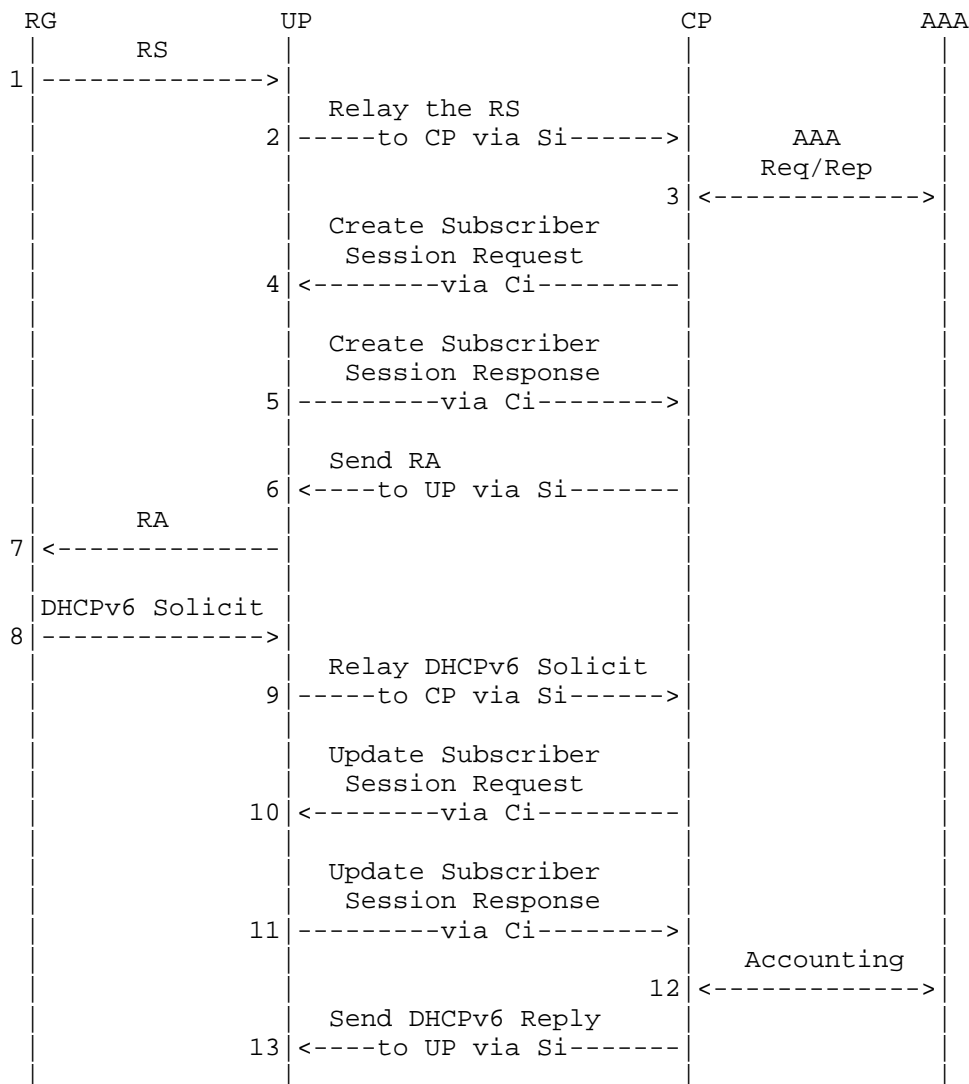 RG                UP                          CP                AAA
|       RS        |                           |                 |
1|-------------->|                           |                 |
|                 |  Relay the RS             |                 |
|               2|-----to CP via Si------>|       AAA       |
|                 |                           |     Req/Rep     |
|                 |                          3|<------------->|
|                 |  Create Subscriber        |                 |
|                 |   Session Request         |                 |
|               4|<--------via Ci---------|                 |
|                 |                           |                 |
|                 |  Create Subscriber        |                 |
|                 |   Session Response        |                 |
|               5|---------via Ci-------->|                 |
|                 |                           |                 |
|                 |  Send RA                  |                 |
|               6|<----to UP via Si-------|                 |
|       RA        |                           |                 |
7|<--------------|                           |                 |
|                 |                           |                 |
|DHCPv6 Solicit   |                           |                 |
8|-------------->|                           |                 |
|                 |  Relay DHCPv6 Solicit     |                 |
|               9|-----to CP via Si------>|                 |
|                 |                           |                 |
|                 |  Update Subscriber        |                 |
|                 |   Session Request         |                 |
|              10|<--------via Ci---------|                 |
|                 |                           |                 |
|                 |  Update Subscriber        |                 |
|                 |   Session Response        |                 |
|              11|---------via Ci-------->|                 |
|                 |                           |   Accounting    |
|                 |                         12|<------------->|
|                 |  Send DHCPv6 Reply        |                 |
|              13|<----to UP via Si-------|                 |
|                 |                           |                 |